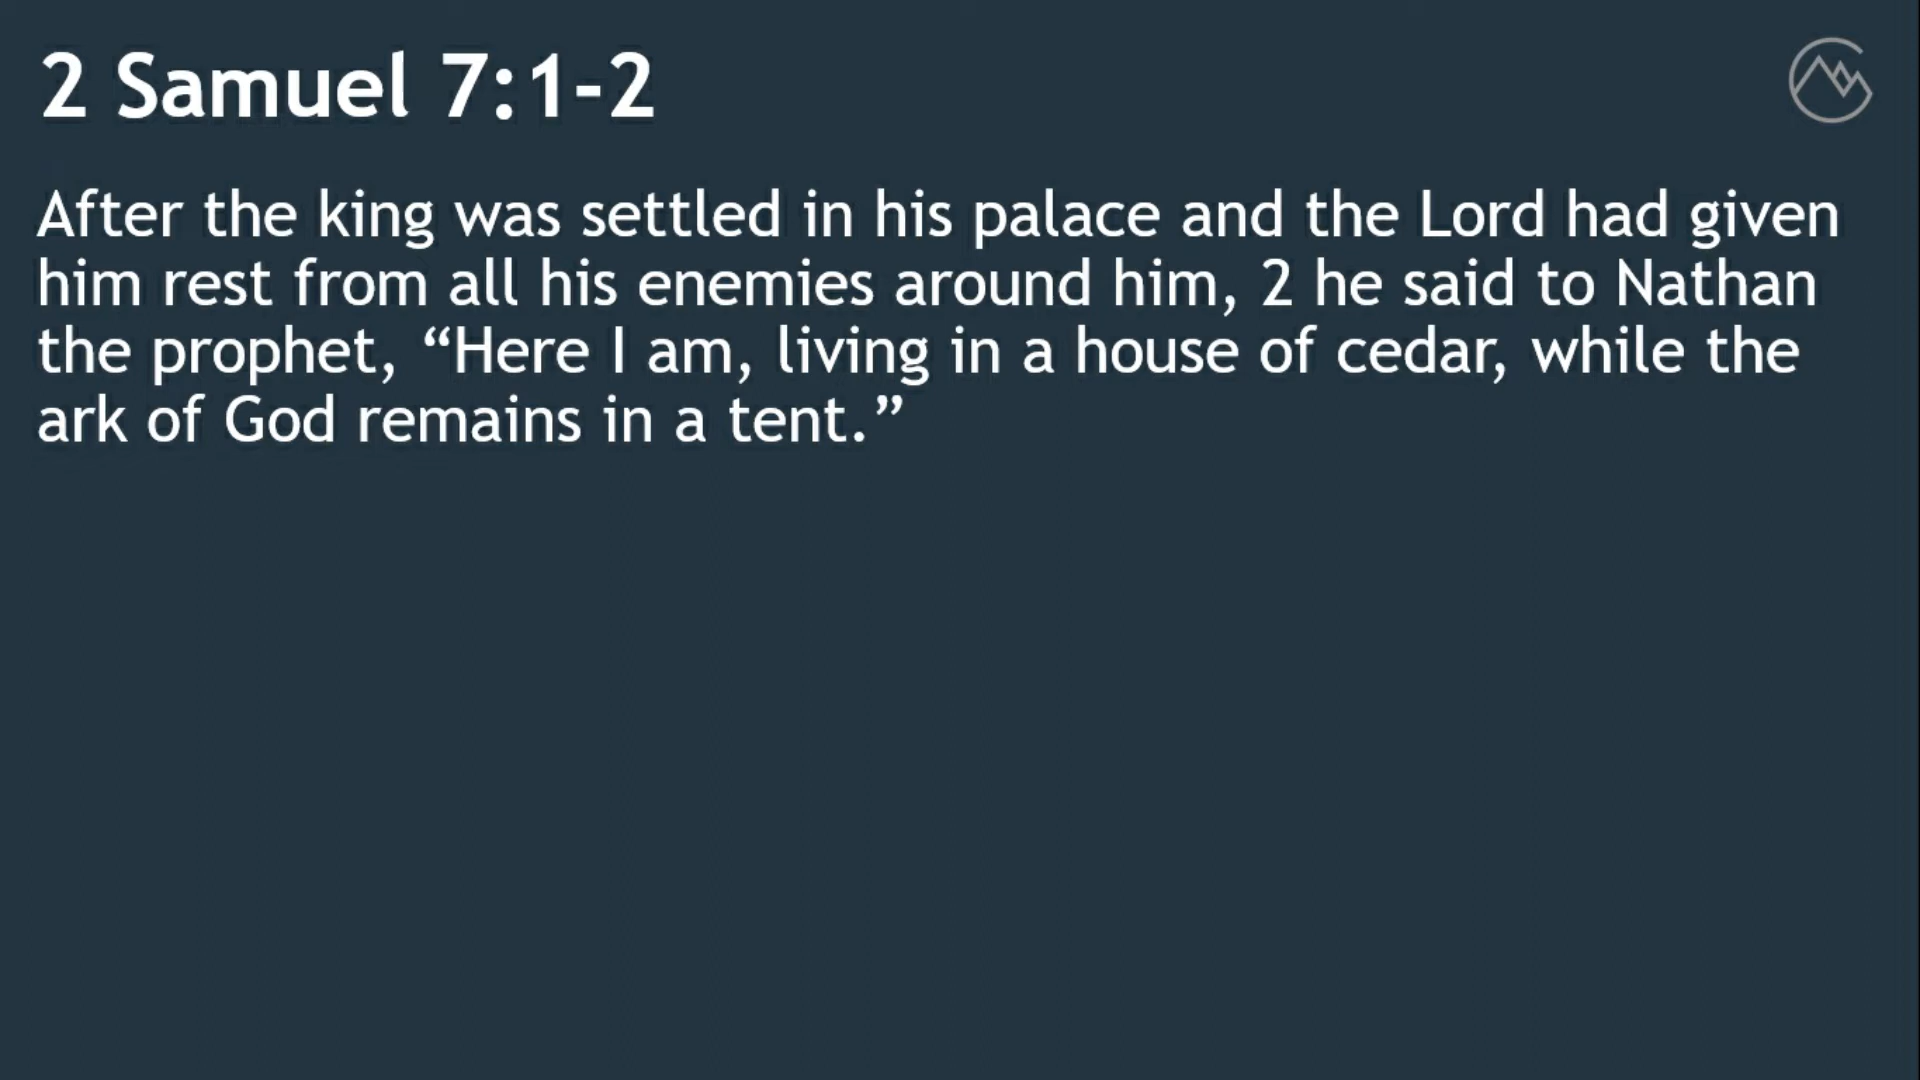 2 Samuel 7:1-2
After the king was settled in his palace and the Lord had given
him rest from all his enemies around him, 2 he said to Nathan
the prophet, “Here I am, living in a house of cedar, while the
ark of God remains in a tent.”